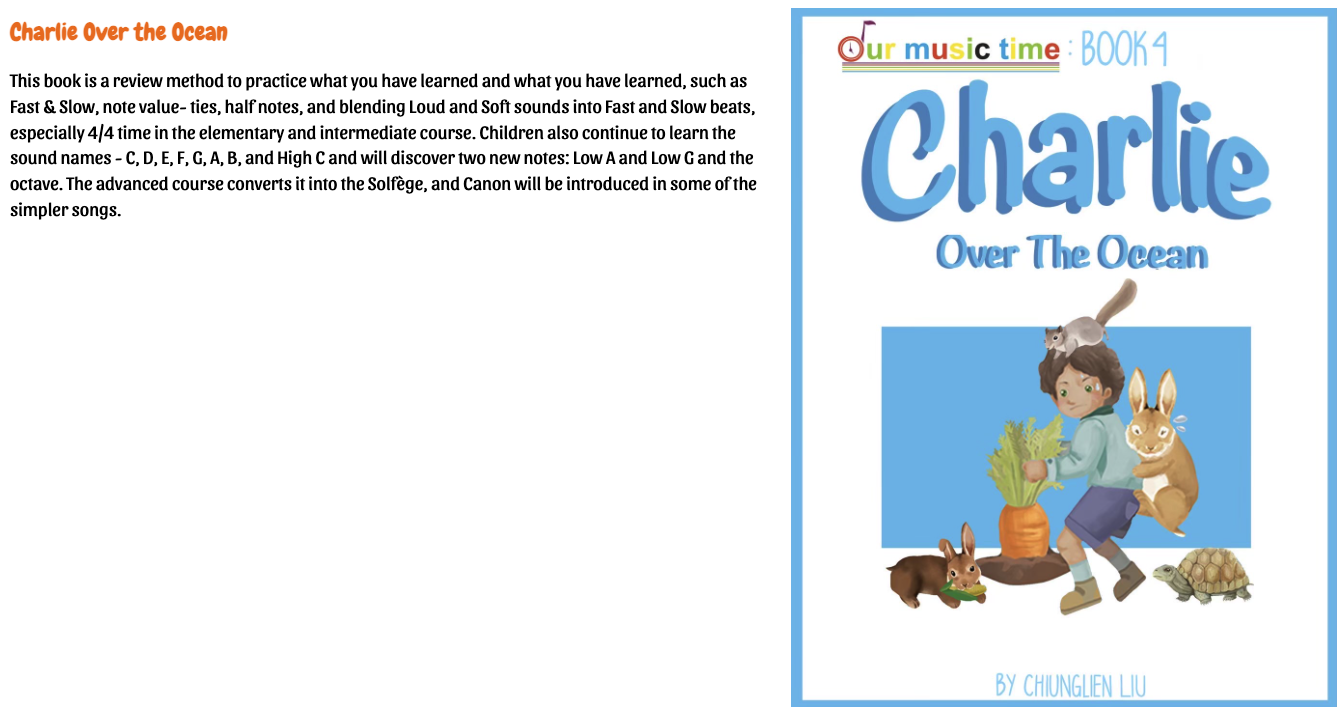 Charlie Over the Ocean
This book is a review method to practice what you have learned and what you have learned, such as
Fast & Slow, note value- ties, half notes, and blending Loud and Soft sounds into Fast and Slow beats,
especially 4/4 time in the elementary and intermediate course. Children also continue to learn the
sound names - C, D, E, F, G, A, B, and High C and will discover two new notes: Low A and Low G and the
octave. The advanced course converts it into the Solfège, and Canon will be introduced in some of the
simpler songs.
Our music time : BOOK 4
Charlie
Over The Ocean
BY CHIUNGLIEN LIU